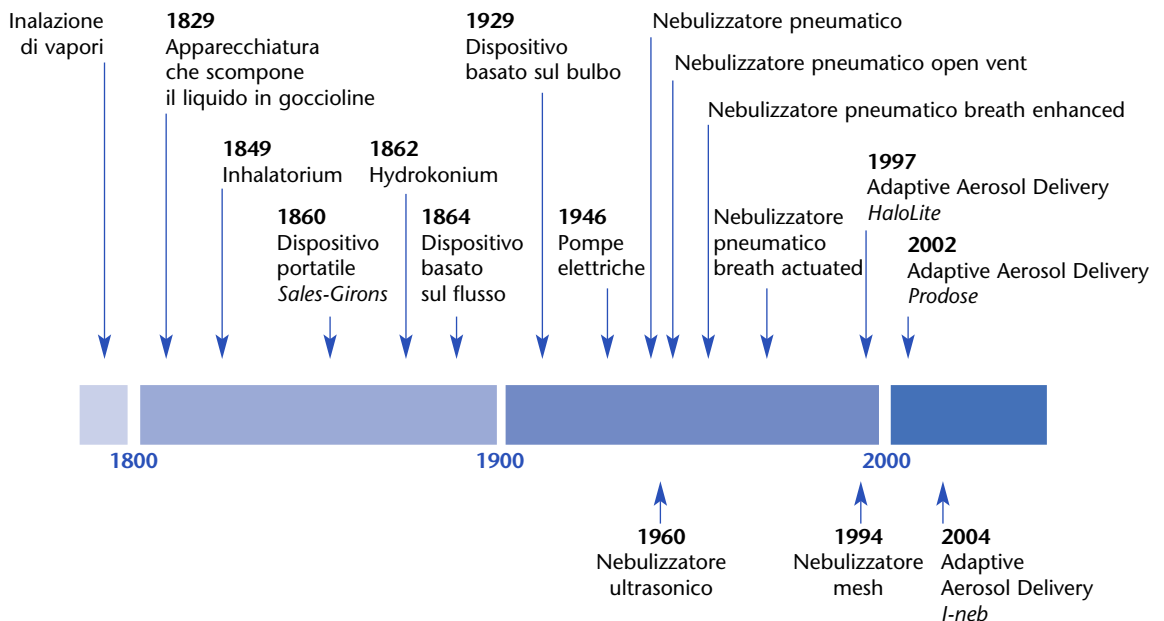 Inalazione
di vapori
1829
Apparecchiatura
che scompone
il liquido in goccioline
1849
Inhalatorium
1860
Dispositivo
portatile
Sales-Girons
1862
Hydrokonium
1864
Dispositivo
basato
sul flusso
1929
Dispositivo
basato sul bulbo
1946
Pompe
elettriche
Nebulizzatore pneumatico
Nebulizzatore pneumatico open vent
Nebulizzatore pneumatico breath enhanced
Nebulizzatore
pneumatico
breath actuated
1997
Adaptive Aerosol Delivery
HaloLite
2002
Adaptive Aerosol Delivery
Prodose
1800
1900
2000
1960
Nebulizzatore
ultrasonico
1994
Nebulizzatore
mesh
2004
Adaptive
Aerosol Delivery
I-neb